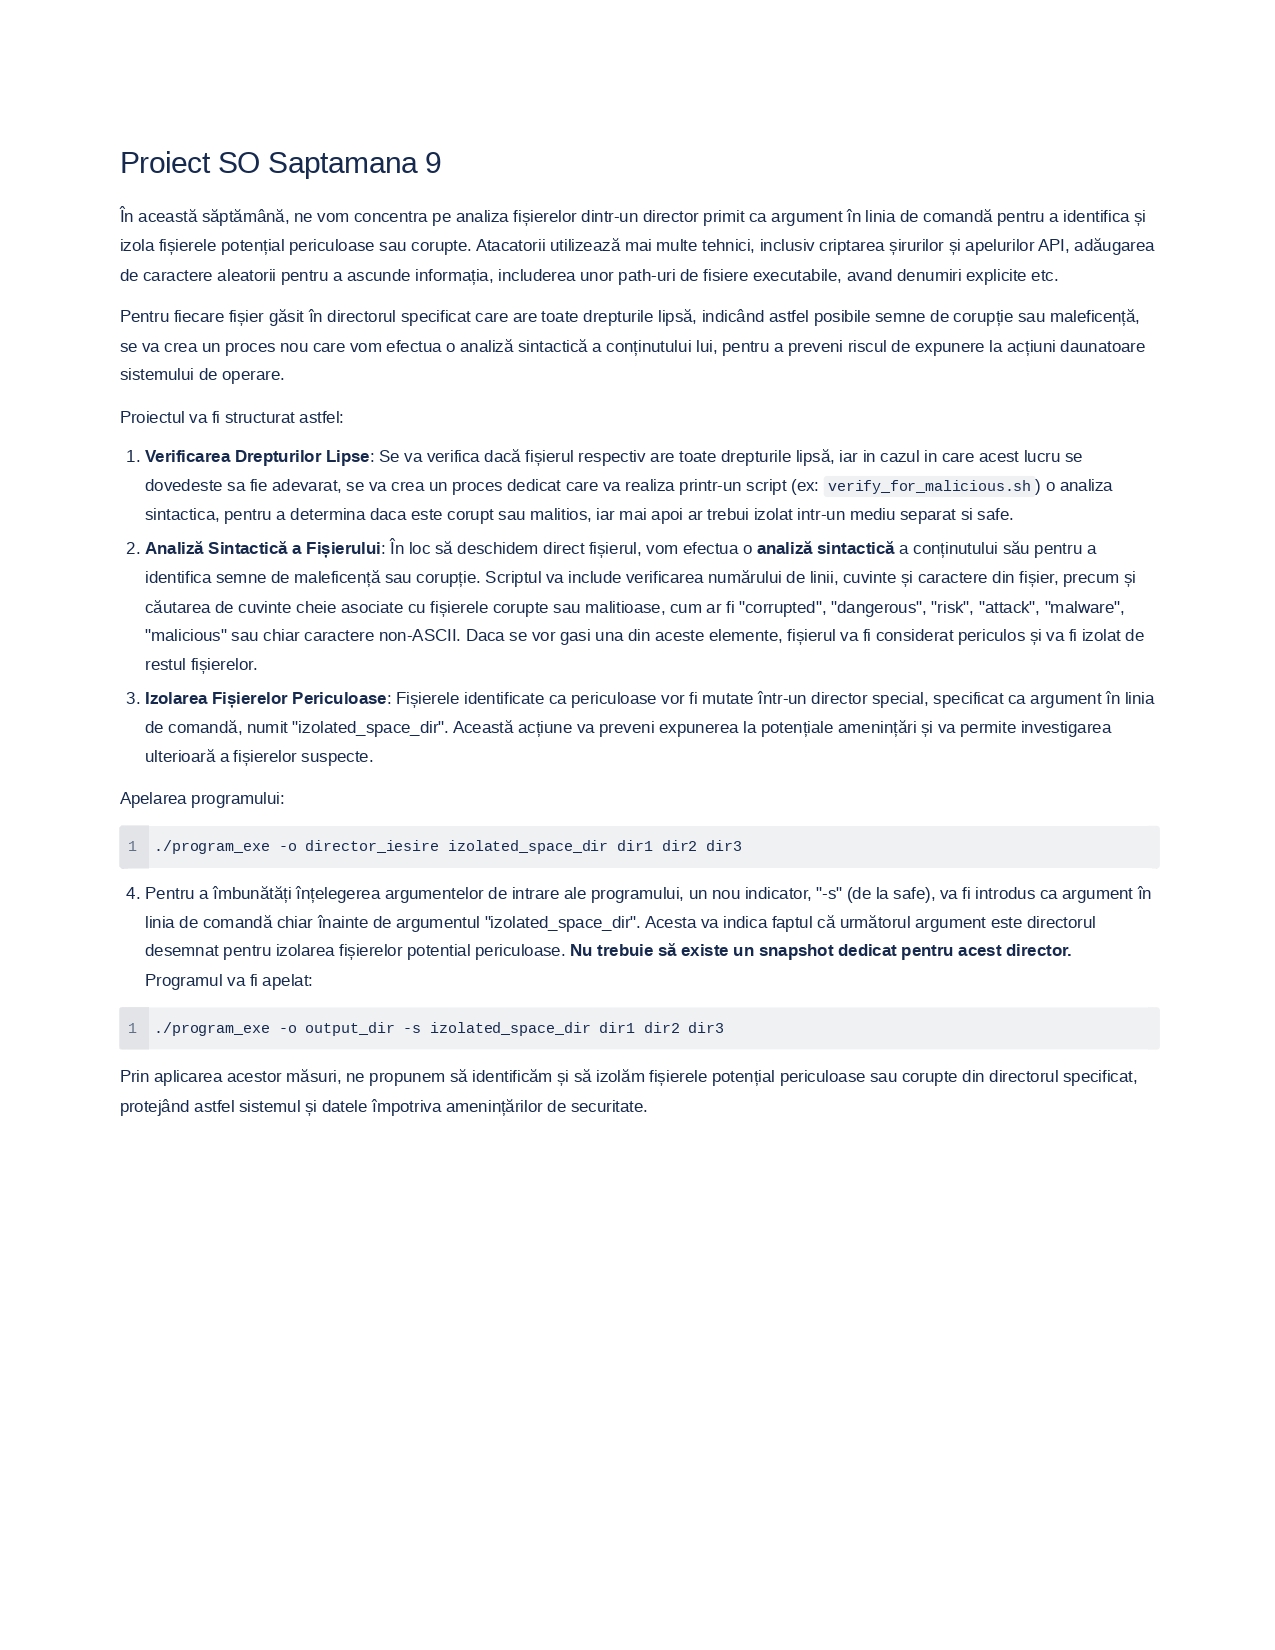 Proiect SO Saptamana 9
În această săptămână, ne vom concentra pe analiza fișierelor dintr-un director primit ca argument în linia de comandă pentru a identifica și
izola fișierele potențial periculoase sau corupte. Atacatorii utilizează mai multe tehnici, inclusiv criptarea șirurilor și apelurilor API, adăugarea
de caractere aleatorii pentru a ascunde informația, includerea unor path-uri de fisiere executabile, avand denumiri explicite etc.
Pentru fiecare fișier găsit în directorul specificat care are toate drepturile lipsă, indicând astfel posibile semne de corupție sau maleficență,
se va crea un proces nou care vom efectua o analiză sintactică a conținutului lui, pentru a preveni riscul de expunere la acțiuni daunatoare
sistemului de operare.
Proiectul va fi structurat astfel:
1. Verificarea Drepturilor Lipse: Se va verifica dacă fișierul respectiv are toate drepturile lipsă, iar in cazul in care acest lucru se
dovedeste sa fie adevarat, se va crea un proces dedicat care va realiza printr-un script (ex: verify_for_malicious.sh) o analiza
sintactica, pentru a determina daca este corupt sau malitios, iar mai apoi ar trebui izolat intr-un mediu separat si safe.
2. Analiză Sintactică a Fișierului: În loc să deschidem direct fișierul, vom efectua o analiză sintactică a conținutului său pentru a
identifica semne de maleficență sau corupție. Scriptul va include verificarea numărului de linii, cuvinte și caractere din fișier, precum și
căutarea de cuvinte cheie asociate cu fișierele corupte sau malitioase, cum ar fi "corrupted", "dangerous", "risk", "attack", "malware",
"malicious" sau chiar caractere non-ASCII. Daca se vor gasi una din aceste elemente, fișierul va fi considerat periculos și va fi izolat de
restul fișierelor.
3. Izolarea Fișierelor Periculoase: Fișierele identificate ca periculoase vor fi mutate într-un director special, specificat ca argument în linia
de comandă, numit "izolated_space_dir". Această acțiune va preveni expunerea la potențiale amenințări și va permite investigarea
ulterioară a fișierelor suspecte.
Apelarea programului:
1 ./program_exe -o director_iesire izolated_space_dir dir1 dir2 dir3
4. Pentru a îmbunătăți înțelegerea argumentelor de intrare ale programului, un nou indicator, "-s" (de la safe), va fi introdus ca argument în
linia de comandă chiar înainte de argumentul "izolated_space_dir". Acesta va indica faptul că următorul argument este directorul
desemnat pentru izolarea fișierelor potential periculoase. Nu trebuie să existe un snapshot dedicat pentru acest director.
Programul va fi apelat:
1 ./program_exe -o output_dir -s izolated_space_dir dir1 dir2 dir3
Prin aplicarea acestor măsuri, ne propunem să identificăm și să izolăm fișierele potențial periculoase sau corupte din directorul specificat,
protejând astfel sistemul și datele împotriva amenințărilor de securitate.